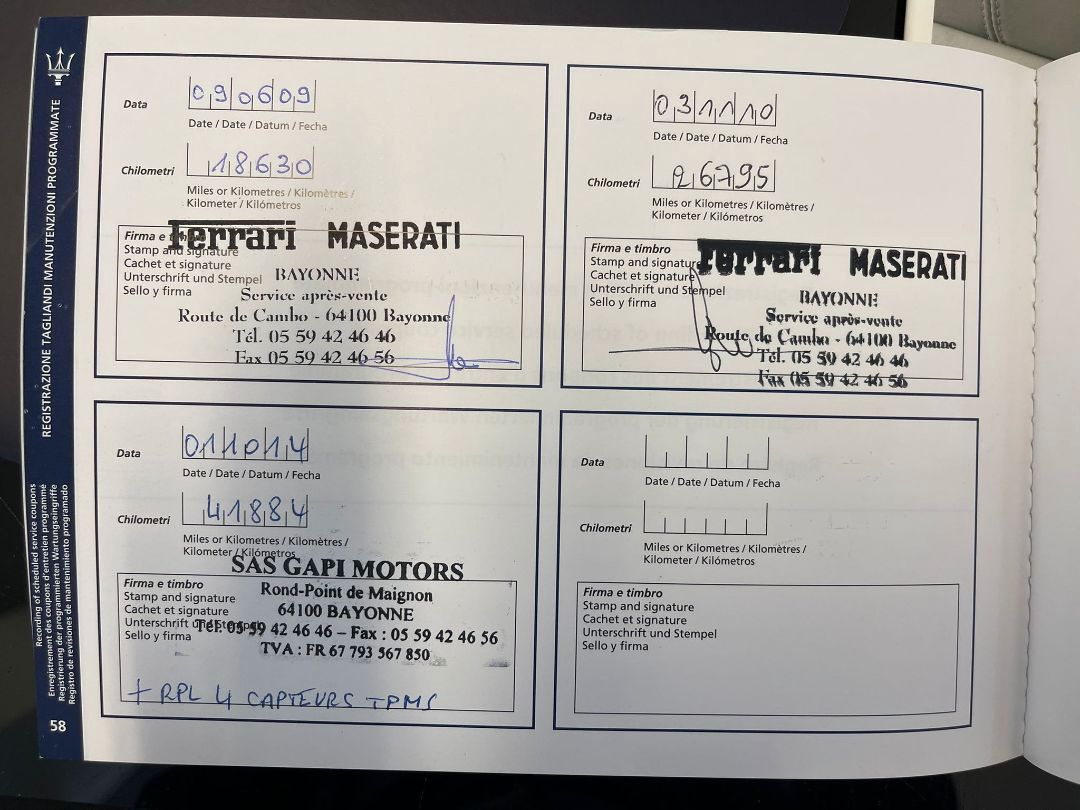 REGISTRAZIONE TAGLIANDI MANUTENZIONI PROGRAMMATE
Recording of scheduled service coupons
Enregistrement des coupons d'entretien programmé
Registrierung der programmierten Wartungseingriffe
Registro de revisiones de mantenimiento programado
58
Data 090609
Date / Date / Datum / Fecha
Chilometri 18630
Miles or Kilometres / Kilomètres /
Kilometer / Kilómetros
Firma e timbro
Stamp and signature
Cachet et signature
Unterschrift und Stempel
Sello y firma
Ferrari MASERATI
BAYONNE
Service après-vente
Route de Cambo - 64100 Bayonne
Tél. 05 59 42 46 46
Fax 05 59 42 46 56
Data 031110
Date / Date / Datum / Fecha
Chilometri 26795
Miles or Kilometres / Kilomètres /
Kilometer / Kilómetros
Firma e timbro
Stamp and signature
Cachet et signature
Unterschrift und Stempel
Sello y firma
Ferrari MASERATI
BAYONNE
Service après-vente
Route de Cambo - 64100 Bayonne
Tél. 05 59 42 46 46
Fax 05 59 42 46 56
Data 011014
Date / Date / Datum / Fecha
Chilometri 41884
Miles or Kilometres / Kilomètres /
Kilometer / Kilómetros
Firma e timbro
Stamp and signature
Cachet et signature
Unterschrift und Stempel
Sello y firma
SAS GAPI MOTORS
Rond-Point de Maignon
64100 BAYONNE
Tél. 05 59 42 46 46 – Fax : 05 59 42 46 56
TVA : FR 67 793 567 850
+ RPL 4 CAPTEURS TPMS
Data
Date / Date / Datum / Fecha
Chilometri
Miles or Kilometres / Kilomètres /
Kilometer / Kilómetros
Firma e timbro
Stamp and signature
Cachet et signature
Unterschrift und Stempel
Sello y firma